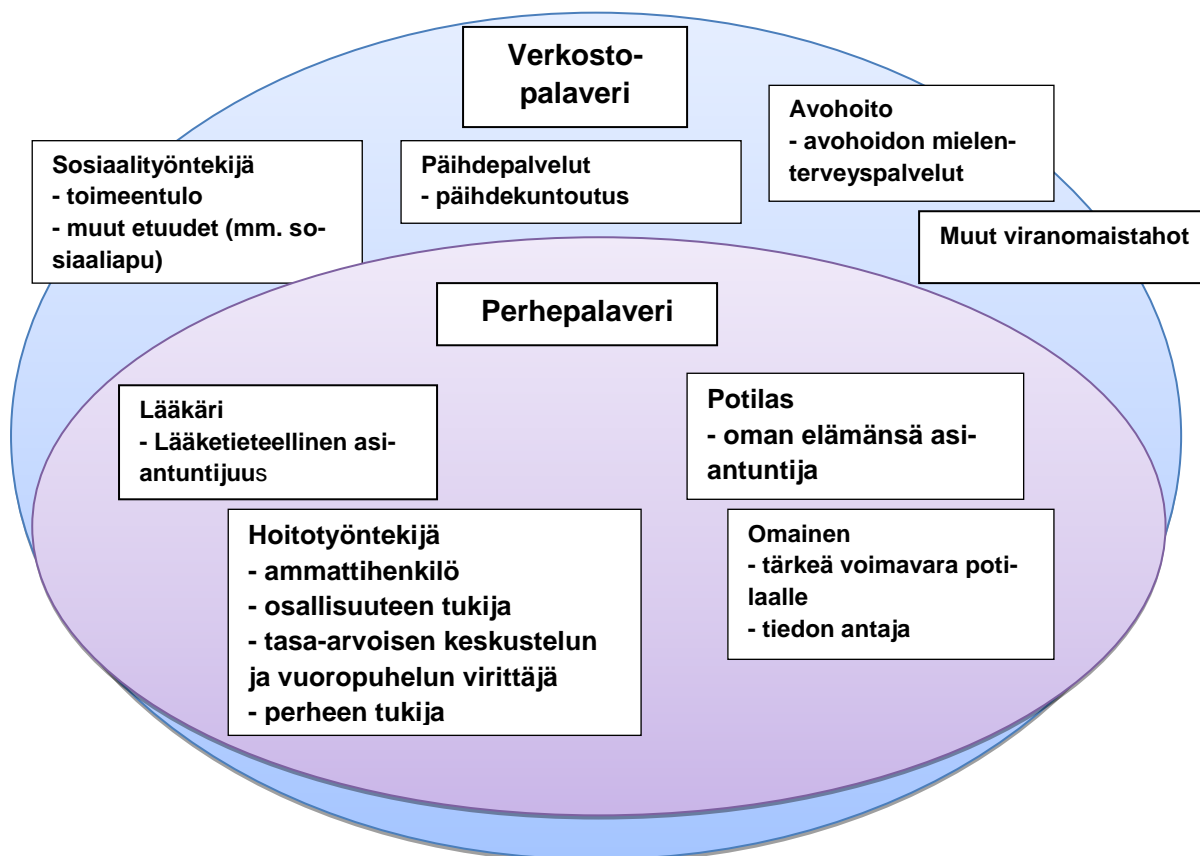 Verkosto-
palaveri
Avohoito
- avohoidon mielen-
terveyspalvelut
Sosiaalityöntekijä
- toimeentulo
- muut etuudet (mm. so-
siaaliapu)
Päihdepalvelut
- päihdekuntoutus
Muut viranomaistahot
Perhepalaveri
Lääkäri
- Lääketieteellinen asi-
antuntijuus
Potilas
- oman elämänsä asi-
antuntija
Hoitotyöntekijä
- ammattihenkilö
- osallisuuteen tukija
- tasa-arvoisen keskustelun
ja vuoropuhelun virittäjä
- perheen tukija
Omainen
- tärkeä voimavara poti-
laalle
- tiedon antaja